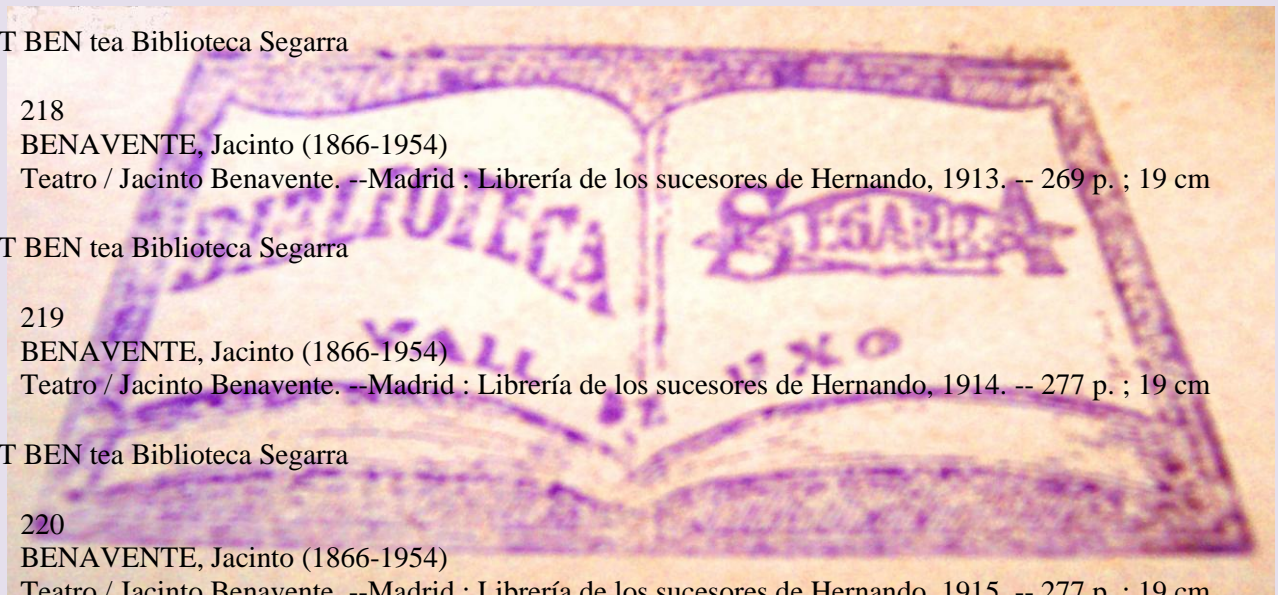 T BEN tea Biblioteca Segarra
218
BENAVENTE, Jacinto (1866-1954)
Teatro / Jacinto Benavente. --Madrid : Librería de los sucesores de Hernando, 1913. -- 269 p. ; 19 cm
BIBLIOTECA SEGARRA
T BEN tea Biblioteca Segarra
219
VALL UXO
BENAVENTE, Jacinto (1866-1954)
Teatro / Jacinto Benavente. --Madrid : Librería de los sucesores de Hernando, 1914. -- 277 p. ; 19 cm
T BEN tea Biblioteca Segarra
220
BENAVENTE, Jacinto (1866-1954)
Teatro / Jacinto Benavente. --Madrid : Librería de los sucesores de Hernando, 1915. -- 277 p. ; 19 cm